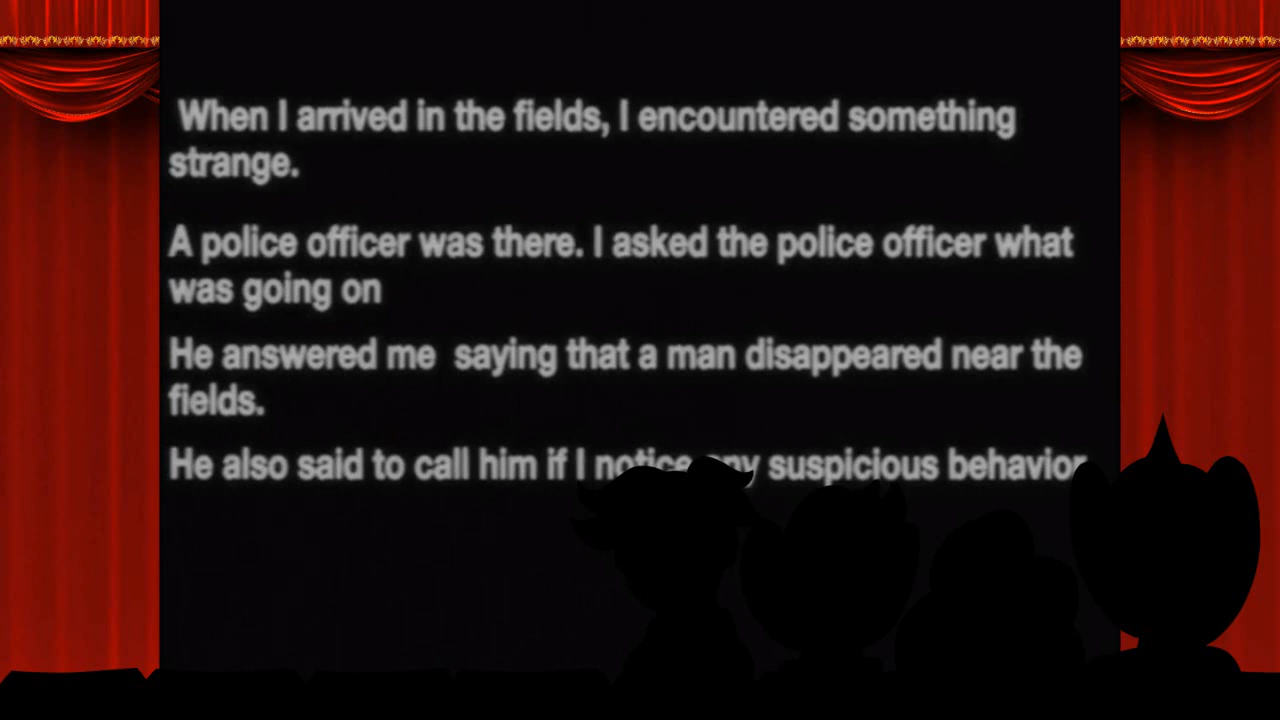 When I arrived in the fields, I encountered something
strange.
A police officer was there. I asked the police officer what
was going on
He answered me  saying that a man disappeared near the
fields.
He also said to call him if I notice any suspicious behavior